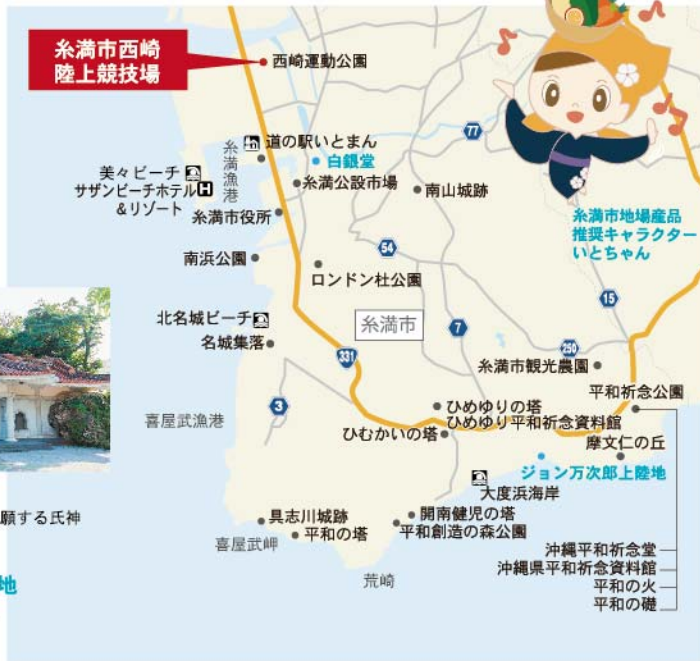 糸満市西崎
陸上競技場
西崎運動公園
77
道の駅いとまん
糸満漁港
白銀堂
美々ビーチ
サザンビーチホテル
&リゾート
H
糸満公設市場
南山城跡
糸満市役所
糸満市地場産品
推奨キャラクター
いとちゃん
54
南浜公園
ロンドン杜公園
15
北名城ビーチ
糸満市
7
名城集落
331
250
糸満市観光農園
平和祈念公園
3
ひめゆりの塔
ひめゆり平和祈念資料館
喜屋武漁港
ひむかいの塔
摩文仁の丘
ジョン万次郎上陸地
大度浜海岸
願する氏神
具志川城跡
開南健児の塔
平和創造の森公園
喜屋武岬
平和の塔
沖縄平和祈念堂
沖縄県平和祈念資料館
地
荒崎
平和の火
平和の礎